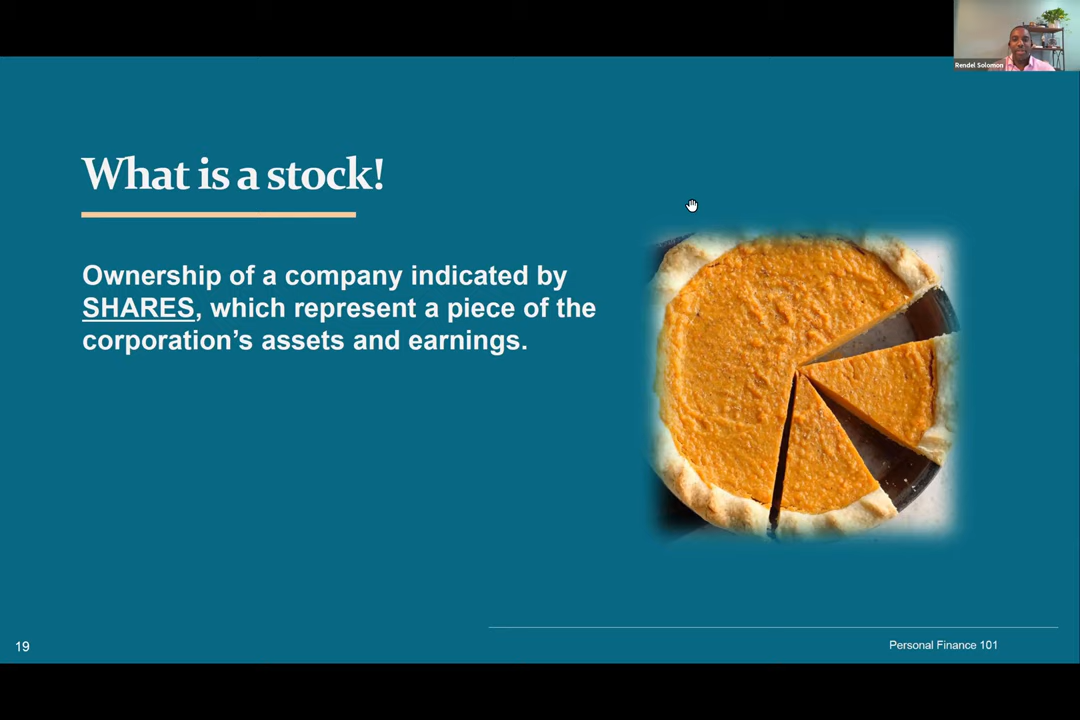 Rendel Solomon
What is a stock!
Ownership of a company indicated by
SHARES, which represent a piece of the
corporation’s assets and earnings.
19
Personal Finance 101